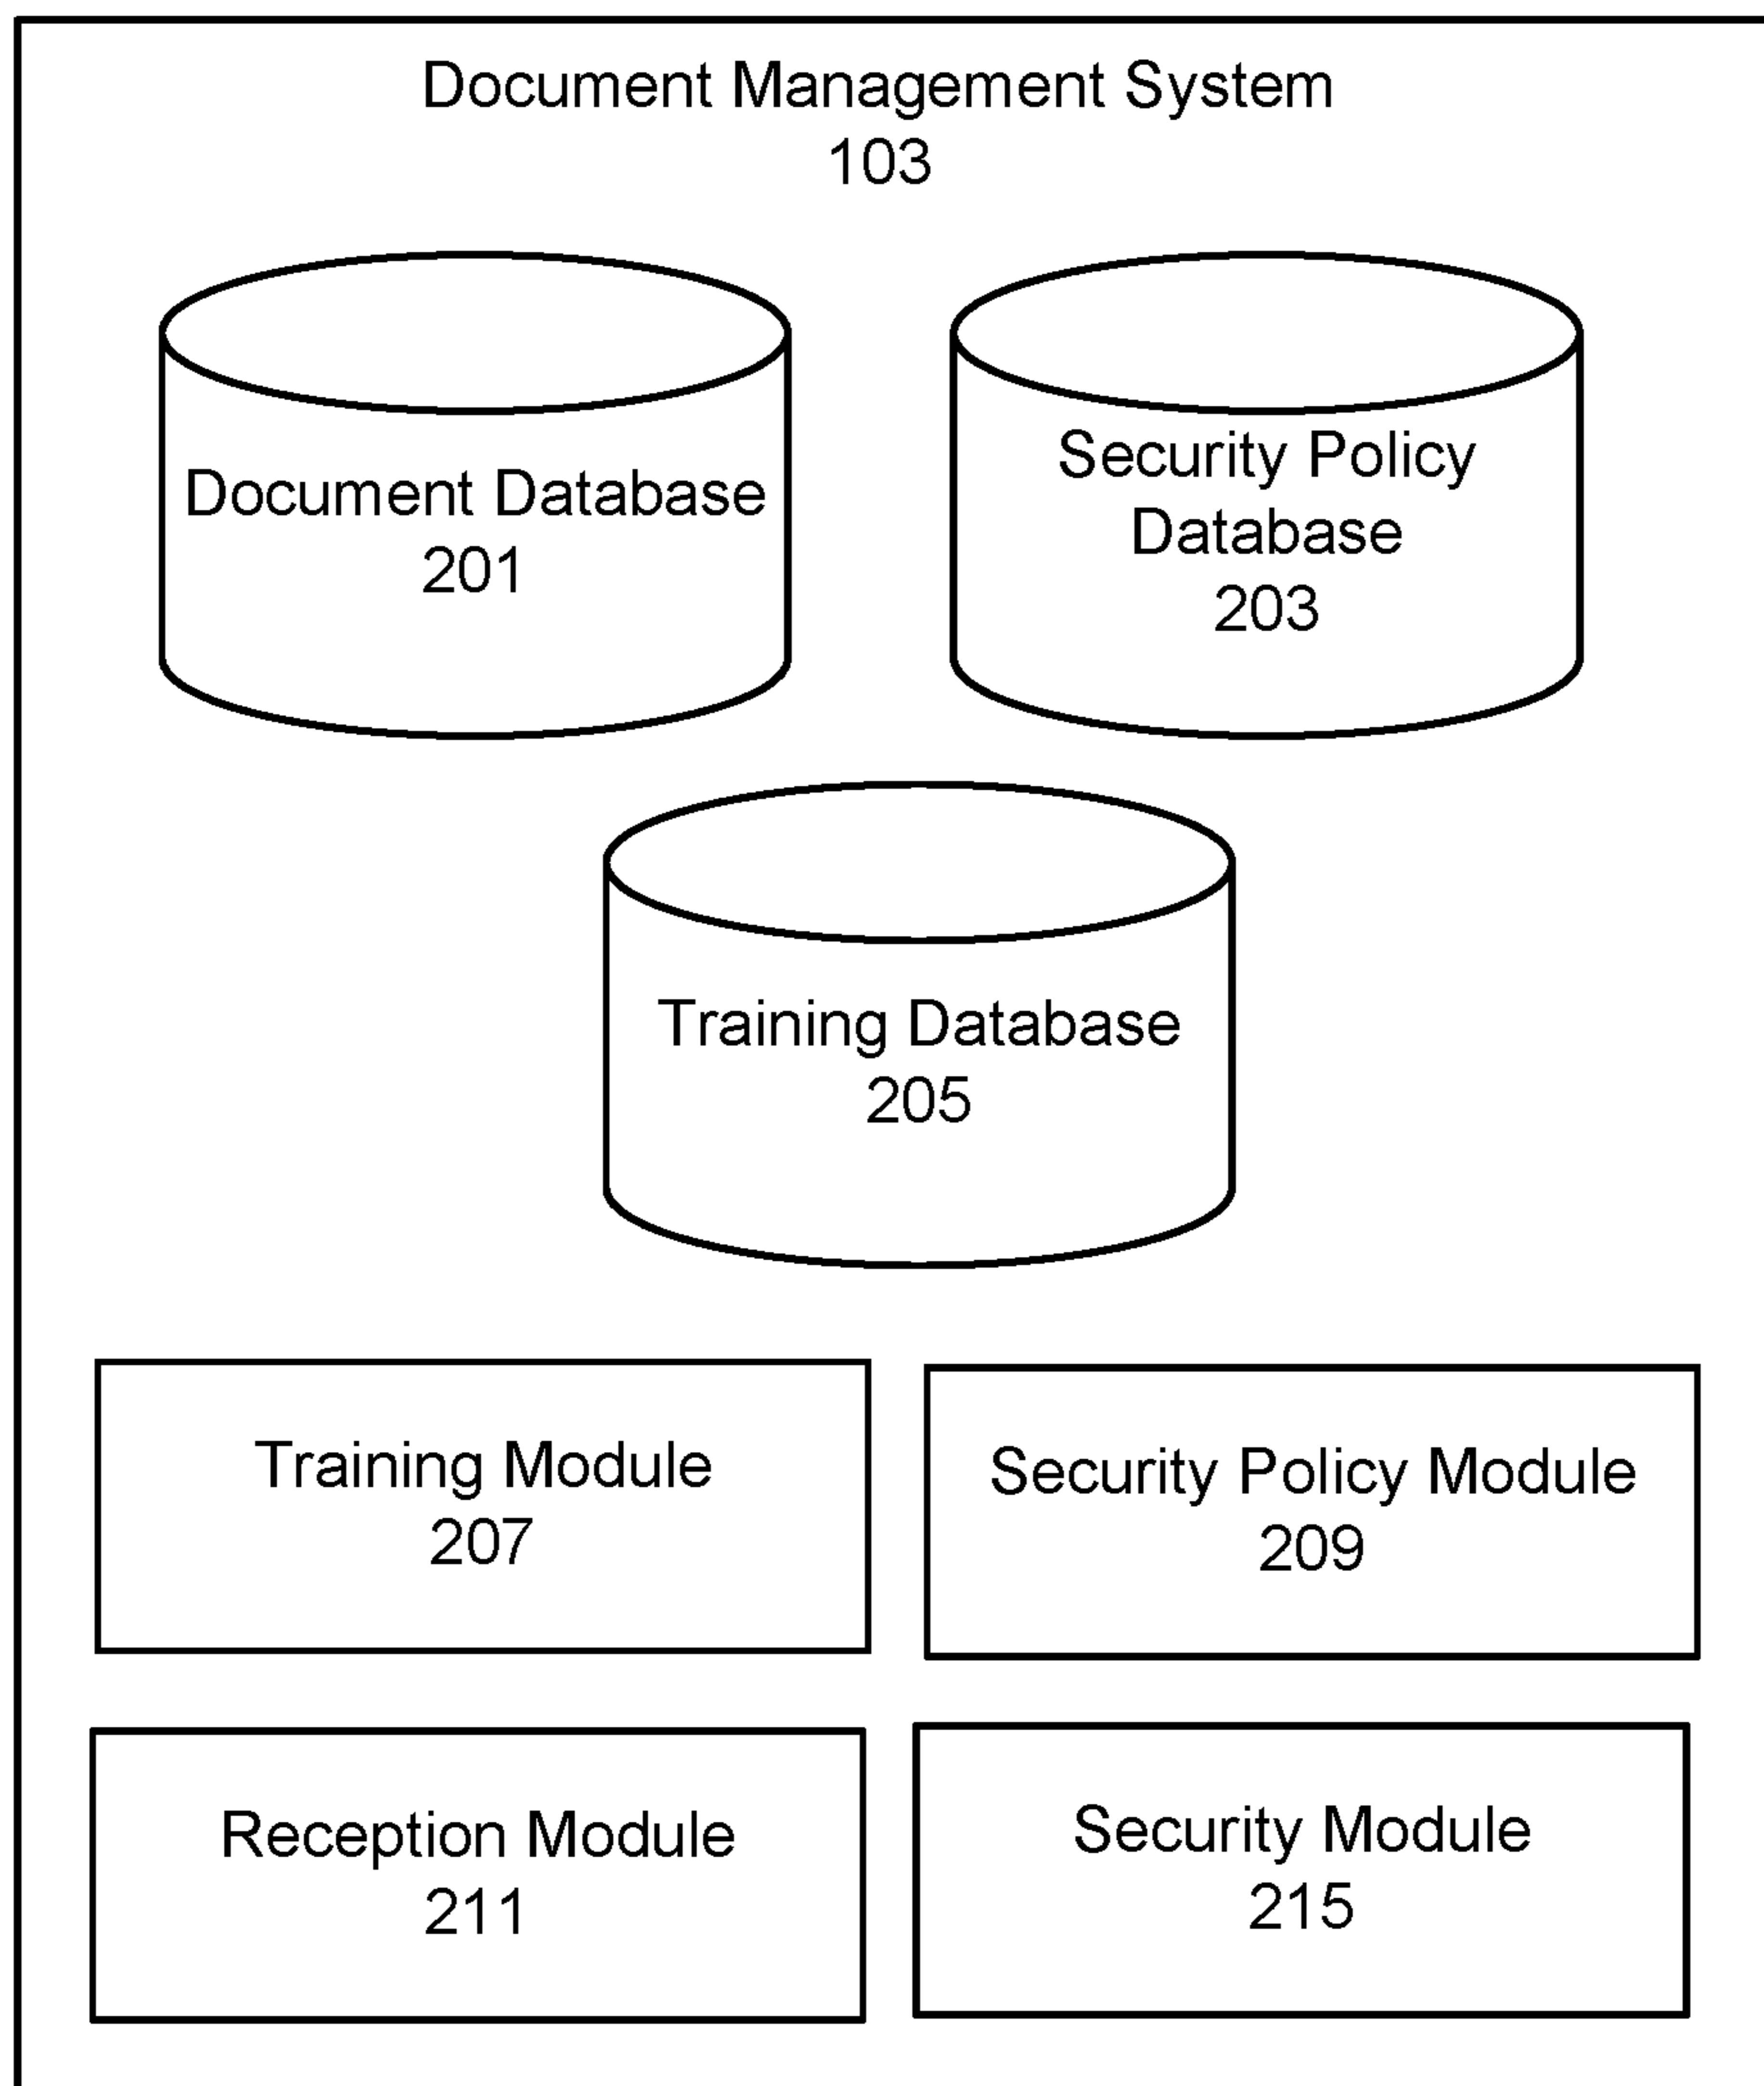 Document Management System
103
Document Database
201
Security Policy
Database
203
Training Database
205
Training Module
207
Security Policy Module
209
Reception Module
211
Security Module
215